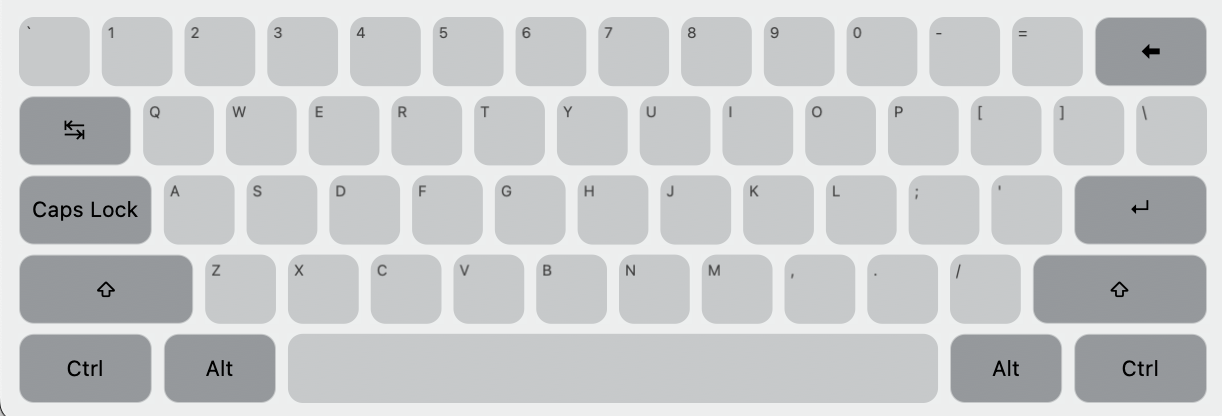 ` 1 2 3 4 5 6 7 8 9 0 - = ⬅
↹ Q W E R T Y U I O P [ ] \
Caps Lock A S D F G H J K L ; ' ↵
⇧ Z X C V B N M , . / ⇧
Ctrl Alt Alt Ctrl